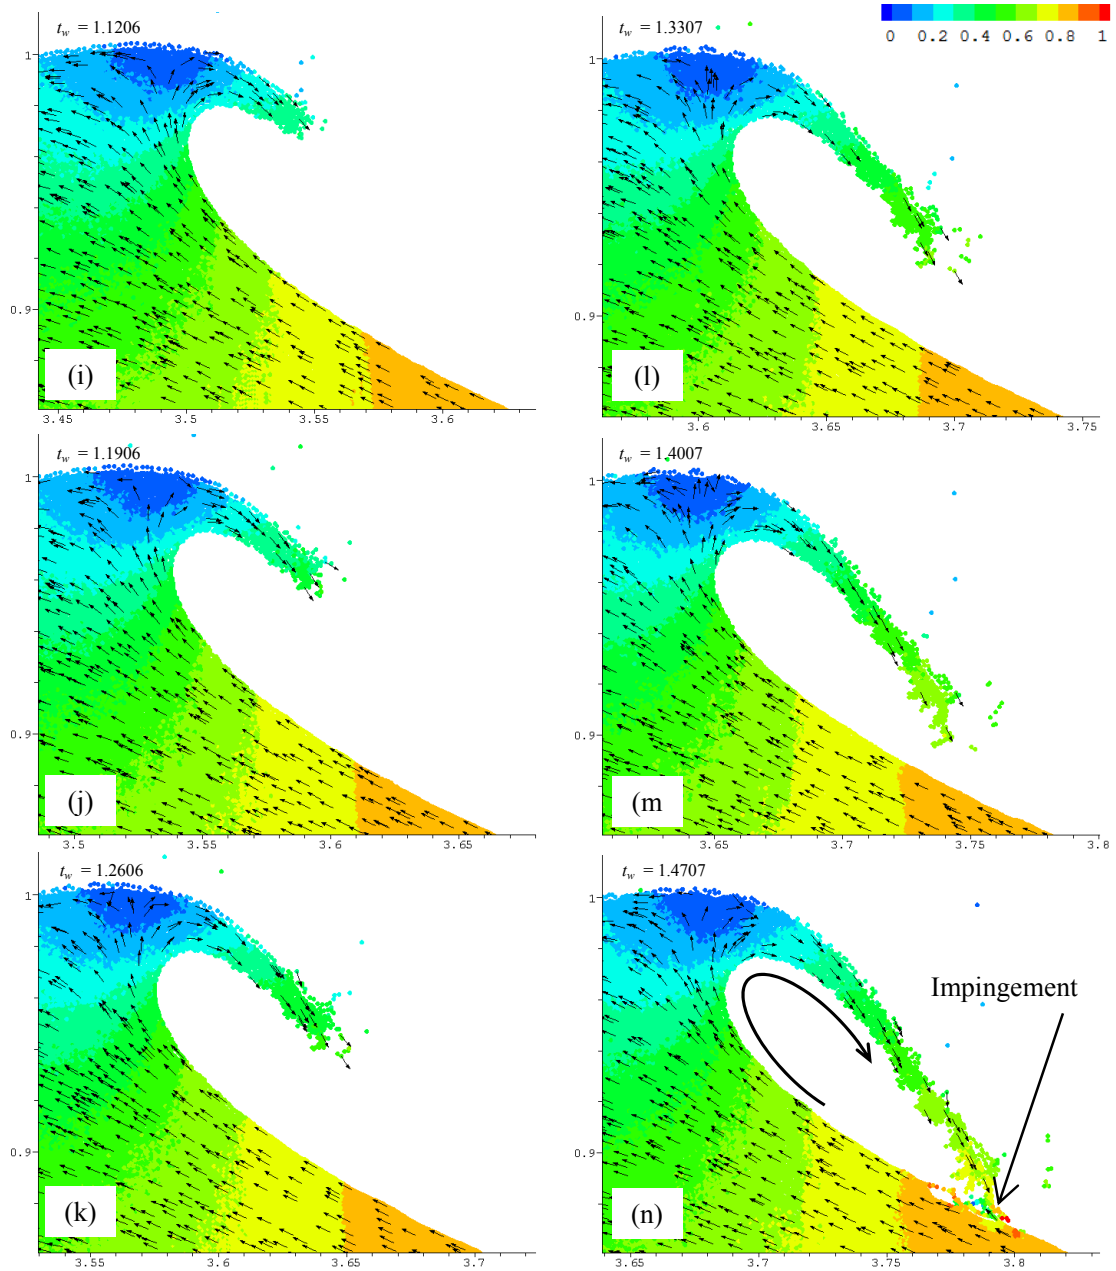 t_w = 1.1206
1
0.9
(i)
3.45 3.5 3.55 3.6
t_w = 1.3307
0 0.2 0.4 0.6 0.8 1
1
0.9
(l)
3.6 3.65 3.7 3.75
t_w = 1.1906
1
0.9
(j)
3.5 3.55 3.6 3.65
t_w = 1.4007
1
0.9
(m
3.65 3.7 3.75 3.8
t_w = 1.2606
1
0.9
(k)
3.55 3.6 3.65 3.7
t_w = 1.4707
1
Impingement
0.9
(n)
3.65 3.7 3.75 3.8